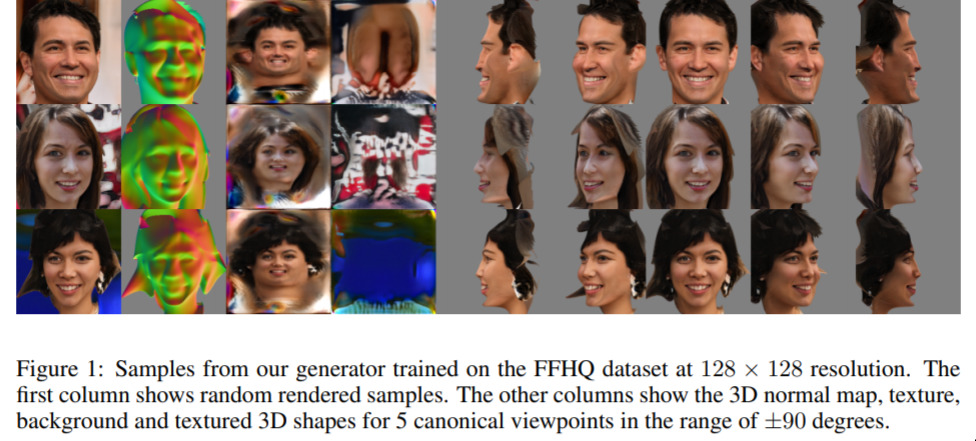 Figure 1: Samples from our generator trained on the FFHQ dataset at 128 × 128 resolution. The
first column shows random rendered samples. The other columns show the 3D normal map, texture,
background and textured 3D shapes for 5 canonical viewpoints in the range of ±90 degrees.